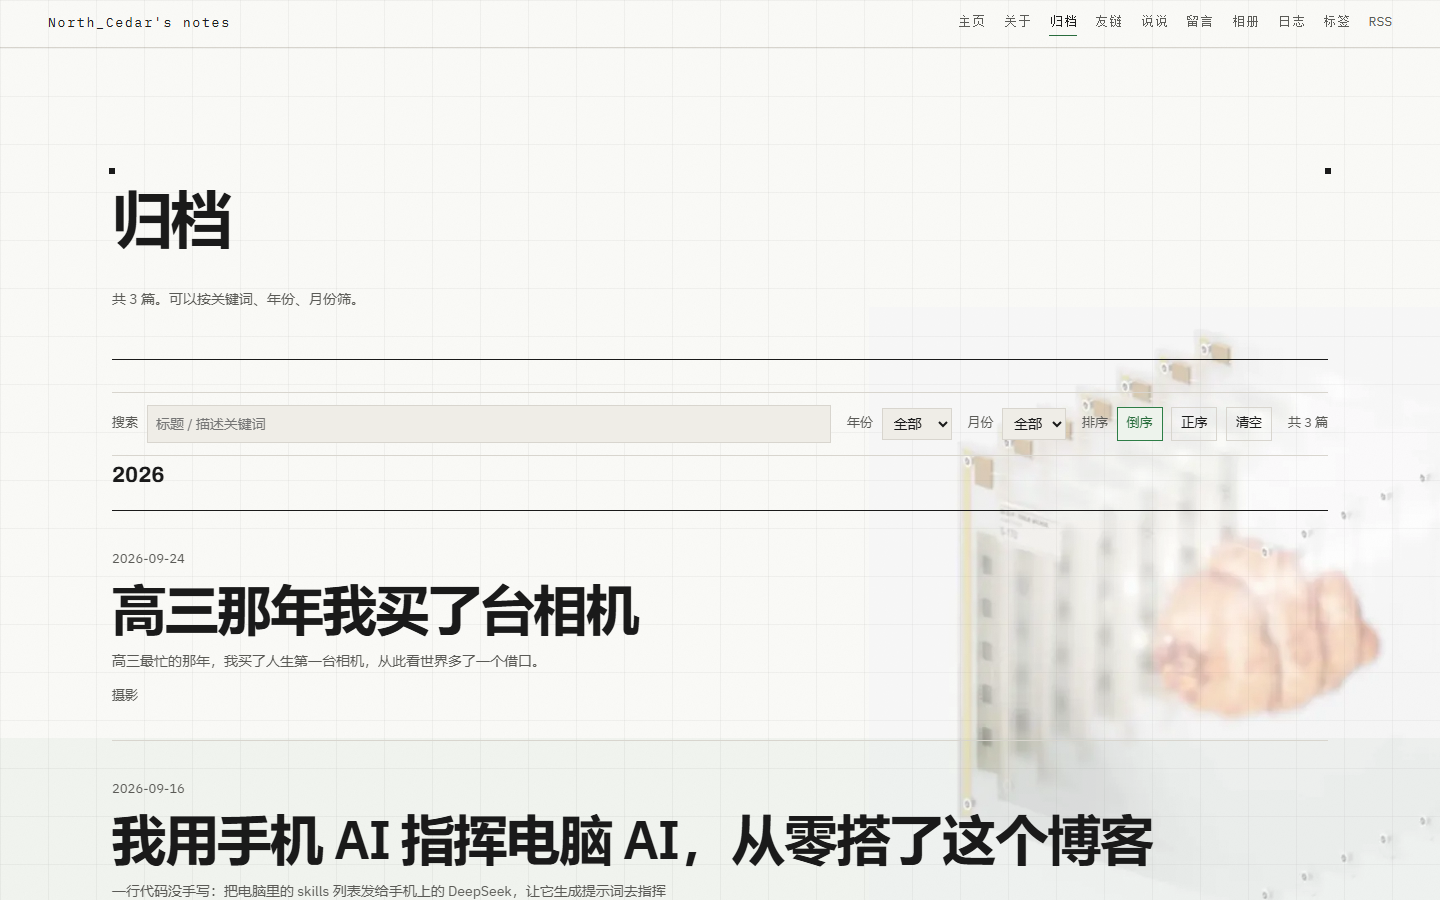 North_Cedar's notes
主页 关于 归档 友链 说说 留言 相册 日志 标签 RSS
归档
共 3 篇。可以按关键词、年份、月份筛。
搜索 标题 / 描述关键词 年份 全部 月份 全部 排序 倒序 正序 清空 共 3 篇
2026
2026-09-24
高三那年我买了台相机
高三最忙的那年，我买了人生第一台相机，从此看世界多了一个借口。
摄影
2026-09-16
我用手机 AI 指挥电脑 AI，从零搭了这个博客
一行代码没手写：把电脑里的 skills 列表发给手机上的 DeepSeek，让它生成提示词去指挥